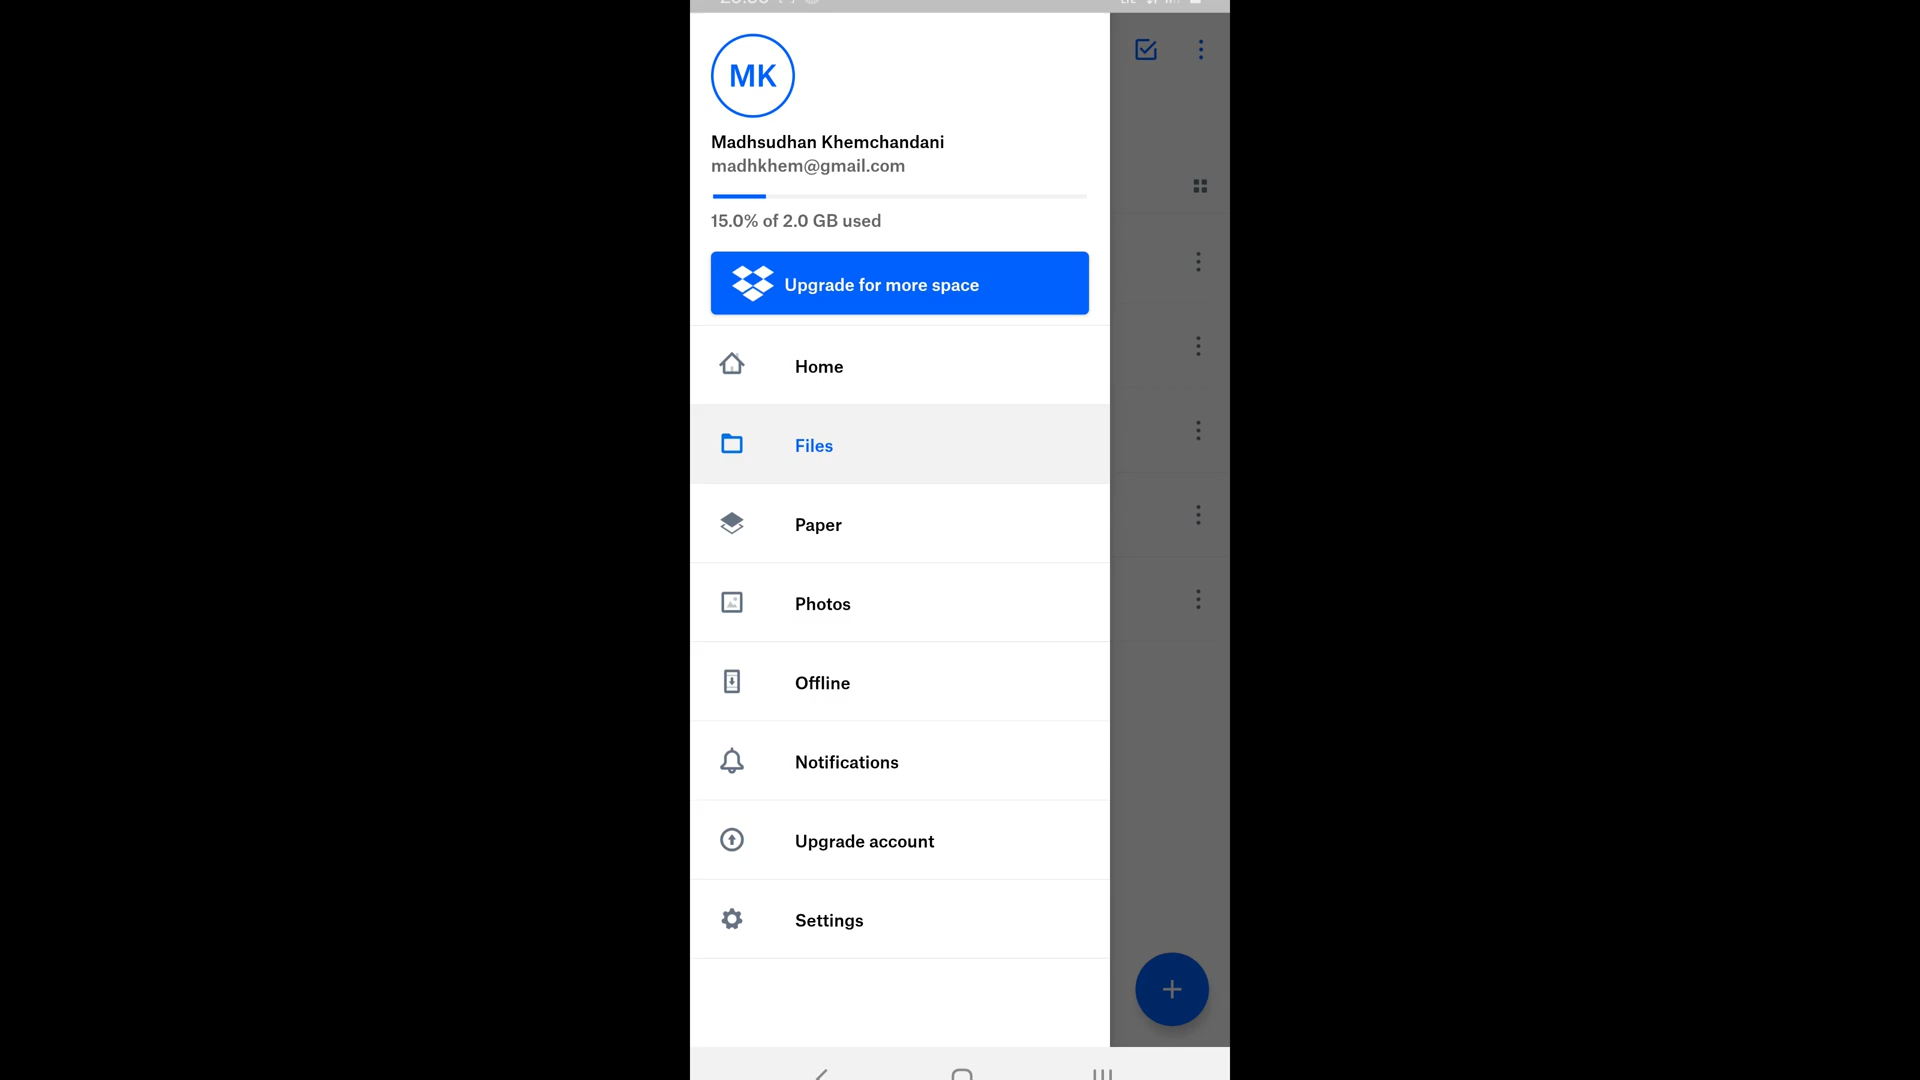 MK
Madhsudhan Khemchandani
madhkhem@gmail.com
15.0% of 2.0 GB used
Upgrade for more space
Home
Files
Paper
Photos
Offline
Notifications
Upgrade account
Settings